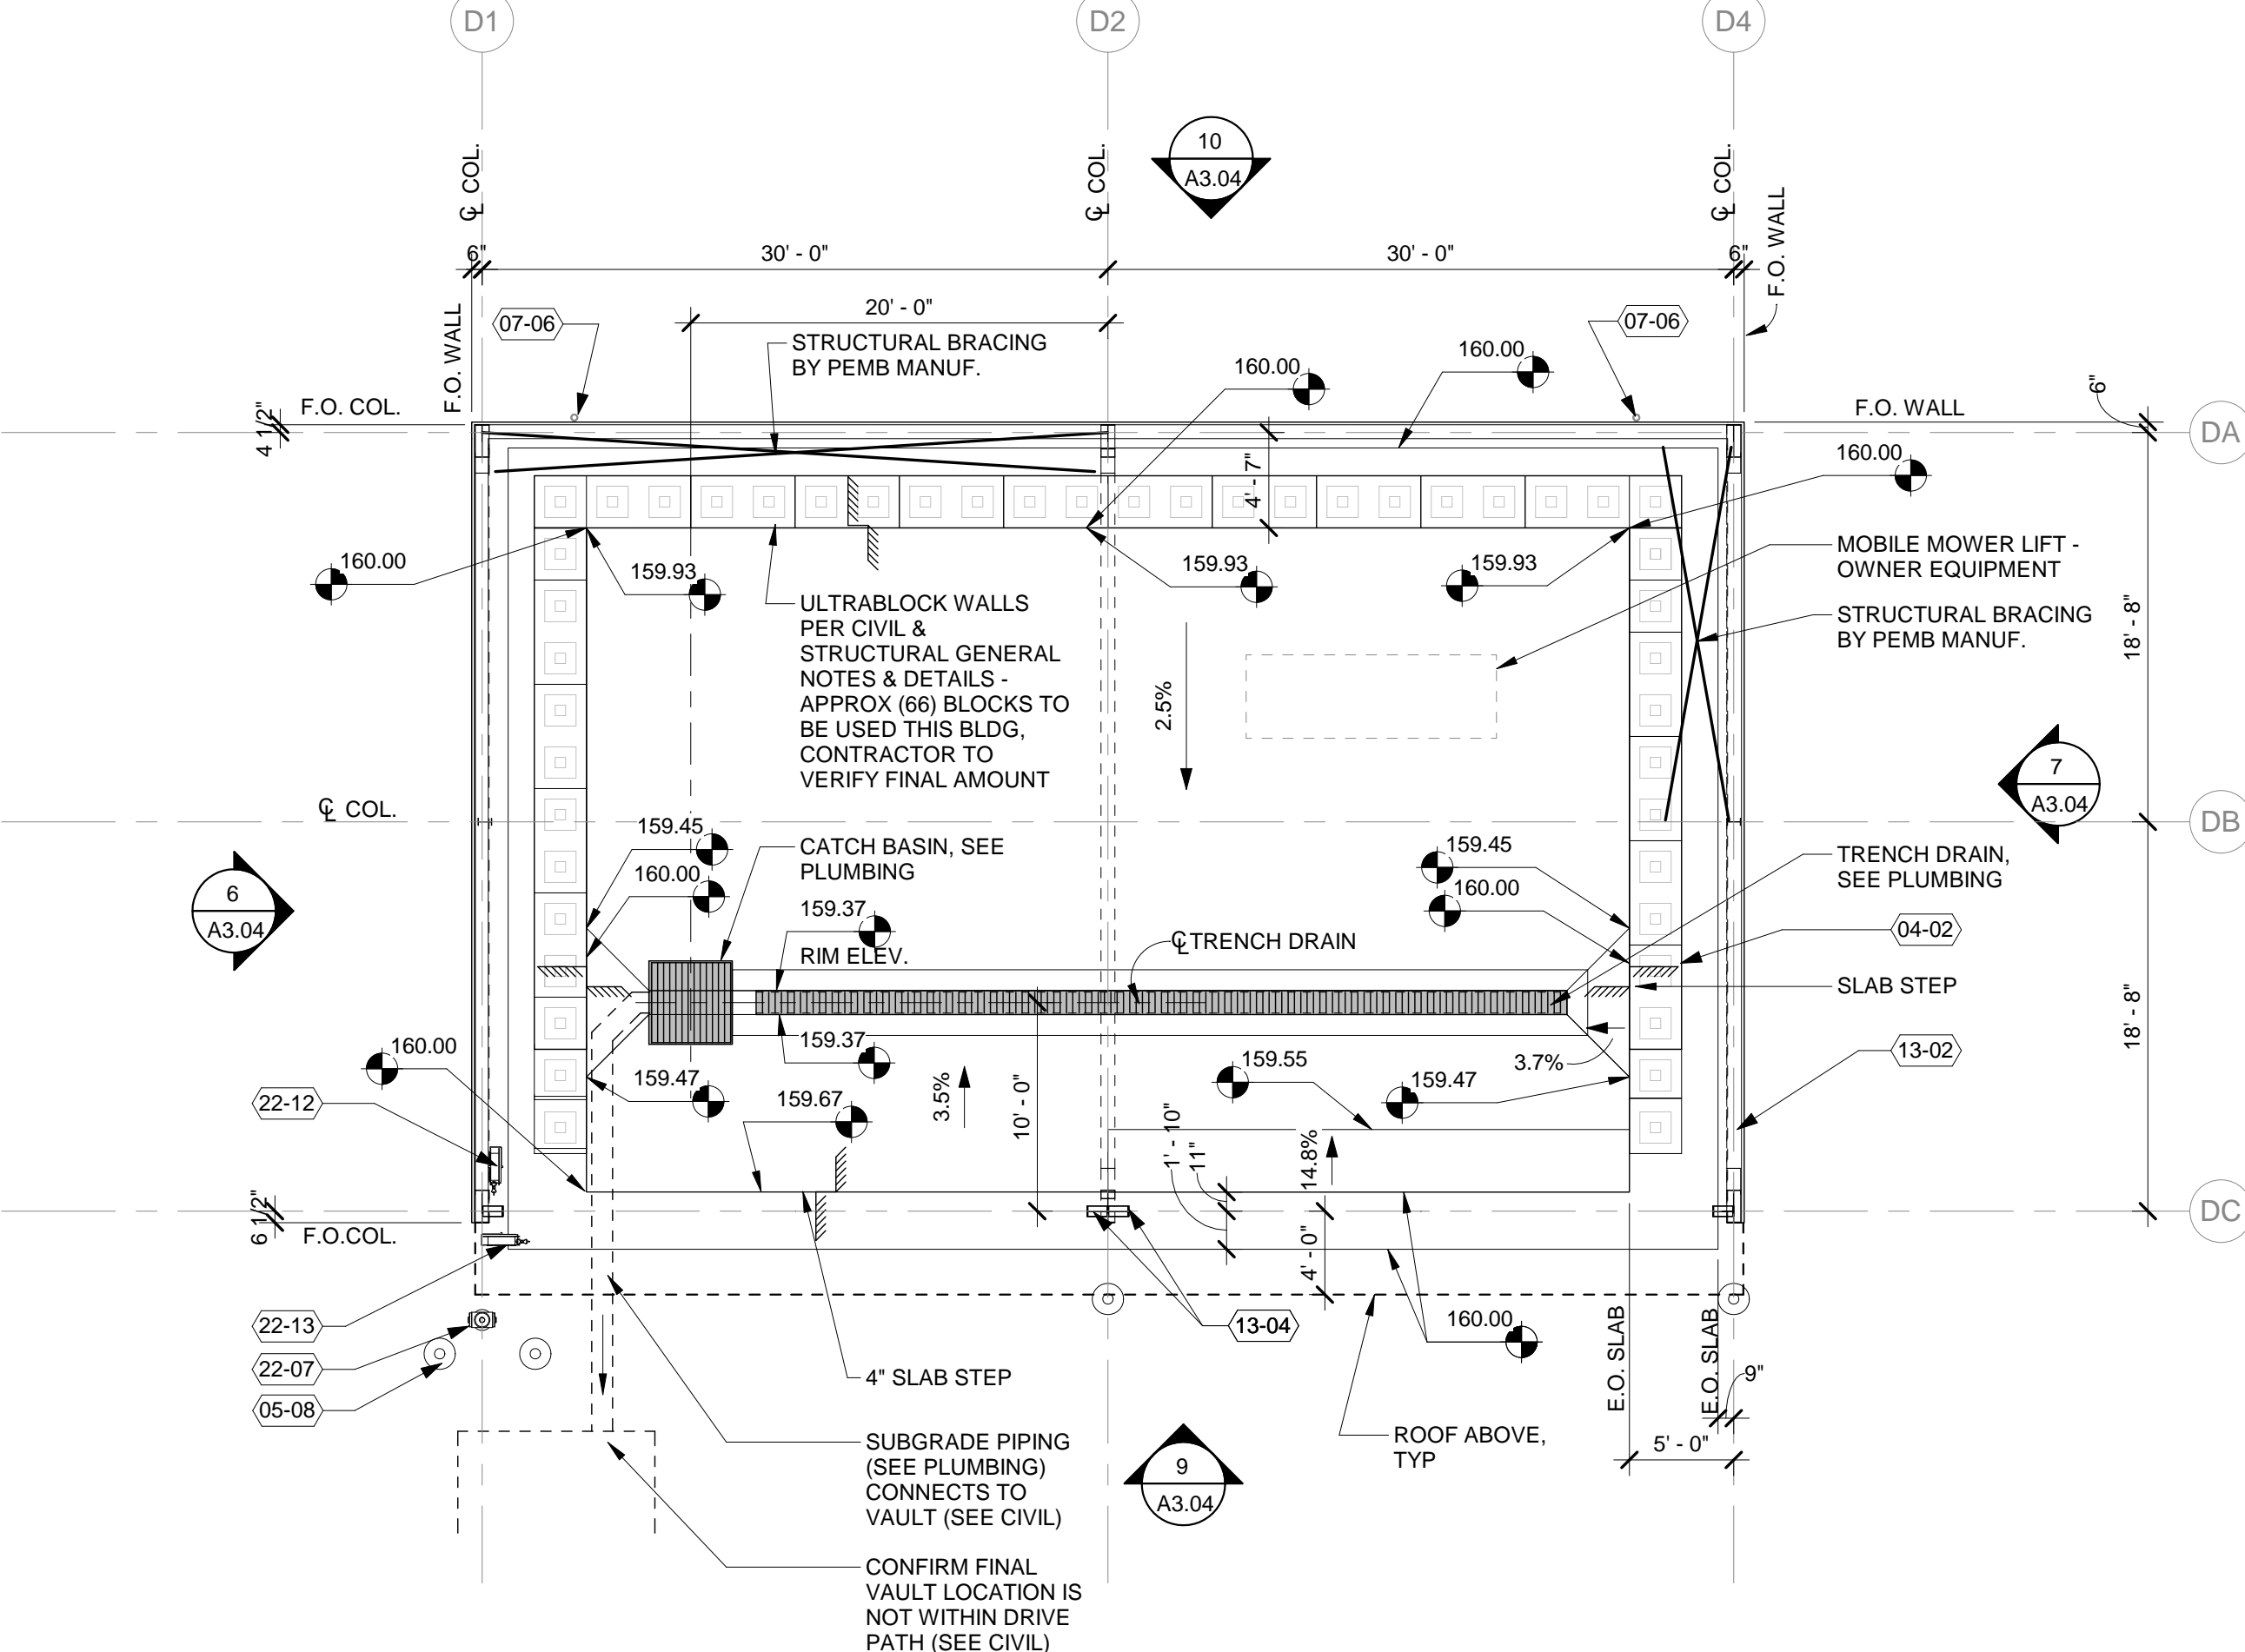 D1
D2
D4
℄ COL.
℄ COL.
℄ COL.
10
A3.04
F.O. WALL
6"
30' - 0"
30' - 0"
6"
20' - 0"
F.O. WALL
07-06
07-06
STRUCTURAL BRACING
BY PEMB MANUF.
160.00
160.00
F.O. COL.
4 1/2"
F.O. WALL
6"
DA
4' - 7"
160.00
160.00
159.93
159.93
159.93
MOBILE MOWER LIFT -
OWNER EQUIPMENT
STRUCTURAL BRACING
BY PEMB MANUF.
18' - 8"
ULTRABLOCK WALLS
PER CIVIL &
STRUCTURAL GENERAL
NOTES & DETAILS -
APPROX (66) BLOCKS TO
BE USED THIS BLDG,
CONTRACTOR TO
VERIFY FINAL AMOUNT
2.5%
7
A3.04
℄ COL.
DB
159.45
160.00
CATCH BASIN, SEE
PLUMBING
159.45
160.00
TRENCH DRAIN,
SEE PLUMBING
6
A3.04
159.37
RIM ELEV.
℄ TRENCH DRAIN
04-02
SLAB STEP
18' - 8"
160.00
159.37
159.55
3.7%
13-02
22-12
159.47
159.67
3.5%
10' - 0"
159.47
1' - 10"
11"
14.8%
6 1/2"
F.O.COL.
DC
4' - 0"
22-13
13-04
160.00
E.O. SLAB
E.O. SLAB
22-07
4" SLAB STEP
9"
05-08
SUBGRADE PIPING
(SEE PLUMBING)
CONNECTS TO
VAULT (SEE CIVIL)
9
A3.04
ROOF ABOVE,
TYP
5' - 0"
CONFIRM FINAL
VAULT LOCATION IS
NOT WITHIN DRIVE
PATH (SEE CIVIL)